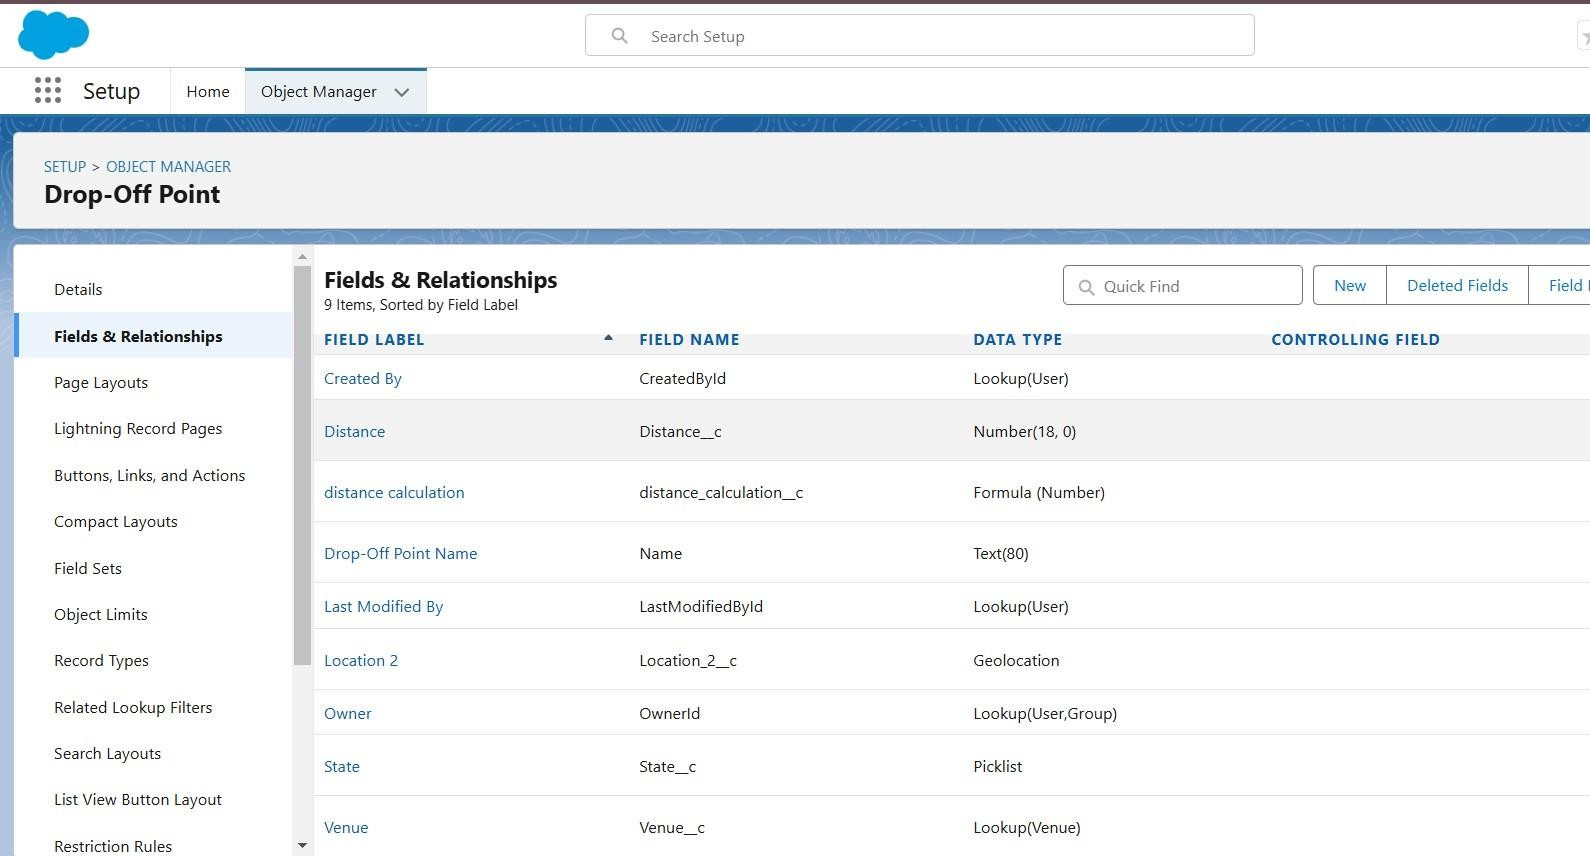 Search Setup
Setup
Home
Object Manager
SETUP > OBJECT MANAGER
Drop-Off Point
Details
Fields & Relationships
Page Layouts
Lightning Record Pages
Buttons, Links, and Actions
Compact Layouts
Field Sets
Object Limits
Record Types
Related Lookup Filters
Search Layouts
List View Button Layout
Restriction Rules
Fields & Relationships
9 Items, Sorted by Field Label
Quick Find
New
Deleted Fields
Field
FIELD LABEL FIELD NAME DATA TYPE CONTROLLING FIELD
Created By CreatedById Lookup(User)
Distance Distance__c Number(18, 0)
distance calculation distance_calculation__c Formula (Number)
Drop-Off Point Name Name Text(80)
Last Modified By LastModifiedById Lookup(User)
Location 2 Location_2__c Geolocation
Owner OwnerId Lookup(User,Group)
State State__c Picklist
Venue Venue__c Lookup(Venue)